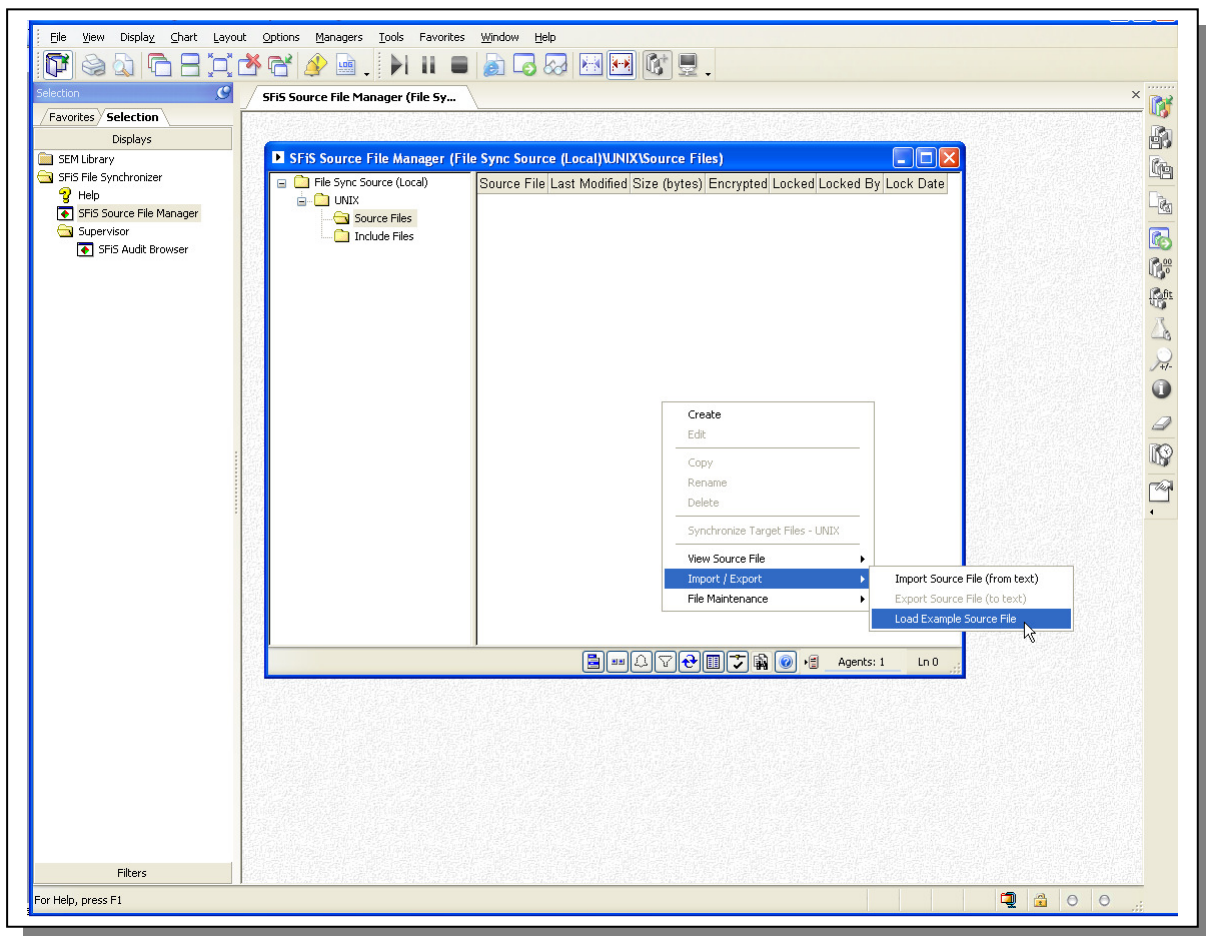 File View Display Chart Layout Options Managers Tools Favorites Window Help
Selection
SFiS Source File Manager (File Sy...
Favorites Selection
Displays
SEM Library
SFiS File Synchronizer
Help
SFiS Source File Manager
Supervisor
SFiS Audit Browser
SFiS Source File Manager (File Sync Source (Local)\UNIX\Source Files)
File Sync Source (Local)
UNIX
Source Files
Include Files
Source File Last Modified Size (bytes) Encrypted Locked Locked By Lock Date
Create
Edit
Copy
Rename
Delete
Synchronize Target Files - UNIX
View Source File
Import / Export
File Maintenance
Import Source File (from text)
Export Source File (to text)
Load Example Source File
Agents: 1 Ln 0
Filters
For Help, press F1